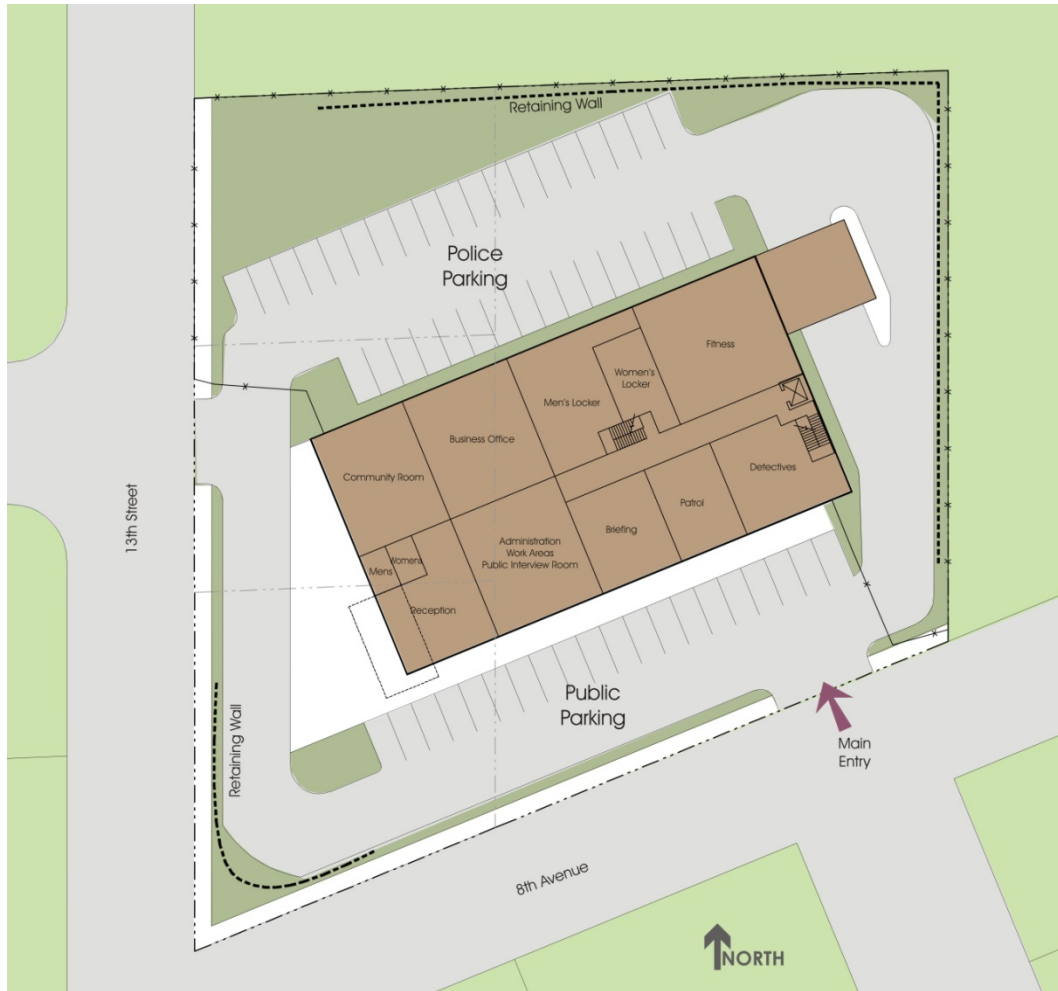 Retaining Wall
Police
Parking
Fitness
Women's
Locker
Men's Locker
Business Office
Community Room
Detectives
Patrol
Briefing
Administration
Work Areas
Public Interview Room
Womens
Mens
Reception
13th Street
Public
Parking
Retaining Wall
Main
Entry
8th Avenue
NORTH